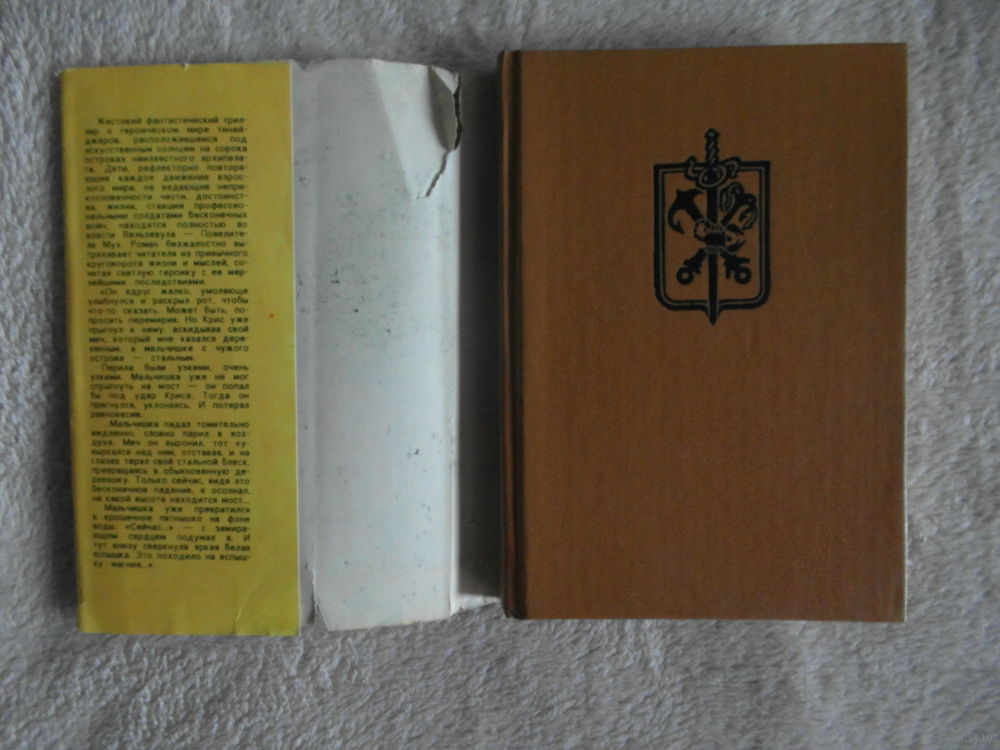 Жестокий фантастический трил-
лер о героическом мире тиней-
джеров, расположившемся под
искусственным солнцем на сорока
островах неизвестного архипела-
га. Дети, рефлекторно повторя-
ющие каждое движение взрос-
лого мира, не ведающие непри-
косновенности чести, достоинст-
ва, жизни, ставшие профессио-
нальными солдатами бесконечных
войн, находятся полностью во
власти Вельзевула — Повелите-
ля Мух. Роман безжалостно вы-
тряхивает читателя из привычного
круговорота жизни и мыслей, со-
четая светлую героику с ее мер-
зейшими последствиями.
«Он вдруг жалко, умоляюще
улыбнулся и раскрыл рот, чтобы
что-то сказать. Может быть, по-
просить перемирия. Но Крис уже
прыгнул к нему, вскидывая свой
меч, который мне казался дере-
вянным, а мальчишке с чужого
острова — стальным.
Перила были узкими, очень
узкими. Мальчишка уже не мог
спрыгнуть на мост — он попал
бы под удар Криса. Тогда он
пригнулся, уклоняясь. И потерял
равновесие.
...Мальчишка падал томительно
медленно, словно парил в воз-
духе. Меч он выронил, тот ку-
выркался над ним, отставая, и на
глазах терял свой стальной блеск,
превращаясь в обыкновенную де-
ревяшку. Только сейчас, видя это
бесконечное падение, я осознал,
на какой высоте находится мост...
Мальчишка уже превратился
в крошечное пятнышко на фоне
воды. «Сейчас...» — с замира-
ющим сердцем подумал я. И
тут внизу сверкнула яркая белая
вспышка. Это походило на вспыш-
ку магния...»